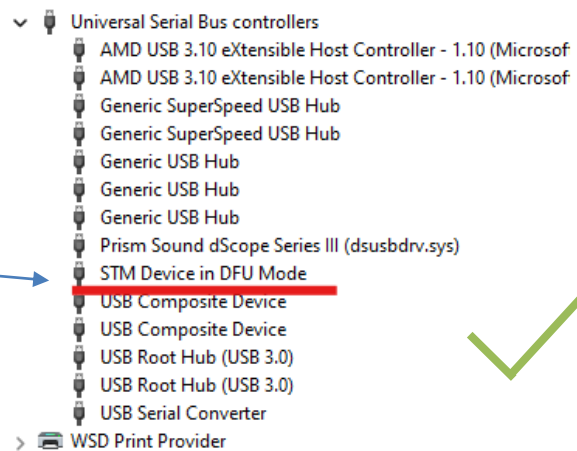 Universal Serial Bus controllers
AMD USB 3.10 eXtensible Host Controller - 1.10 (Microsof
AMD USB 3.10 eXtensible Host Controller - 1.10 (Microsof
Generic SuperSpeed USB Hub
Generic SuperSpeed USB Hub
Generic USB Hub
Generic USB Hub
Generic USB Hub
Prism Sound dScope Series III (dsusbdrv.sys)
STM Device in DFU Mode
USB Composite Device
USB Composite Device
USB Root Hub (USB 3.0)
USB Root Hub (USB 3.0)
USB Serial Converter
WSD Print Provider